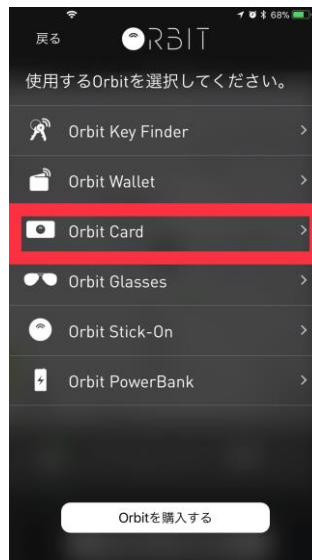 68%
戻る
ORBIT
使用するOrbitを選択してください。
Orbit Key Finder
Orbit Wallet
Orbit Card
Orbit Glasses
Orbit Stick-On
Orbit PowerBank
Orbitを購入する